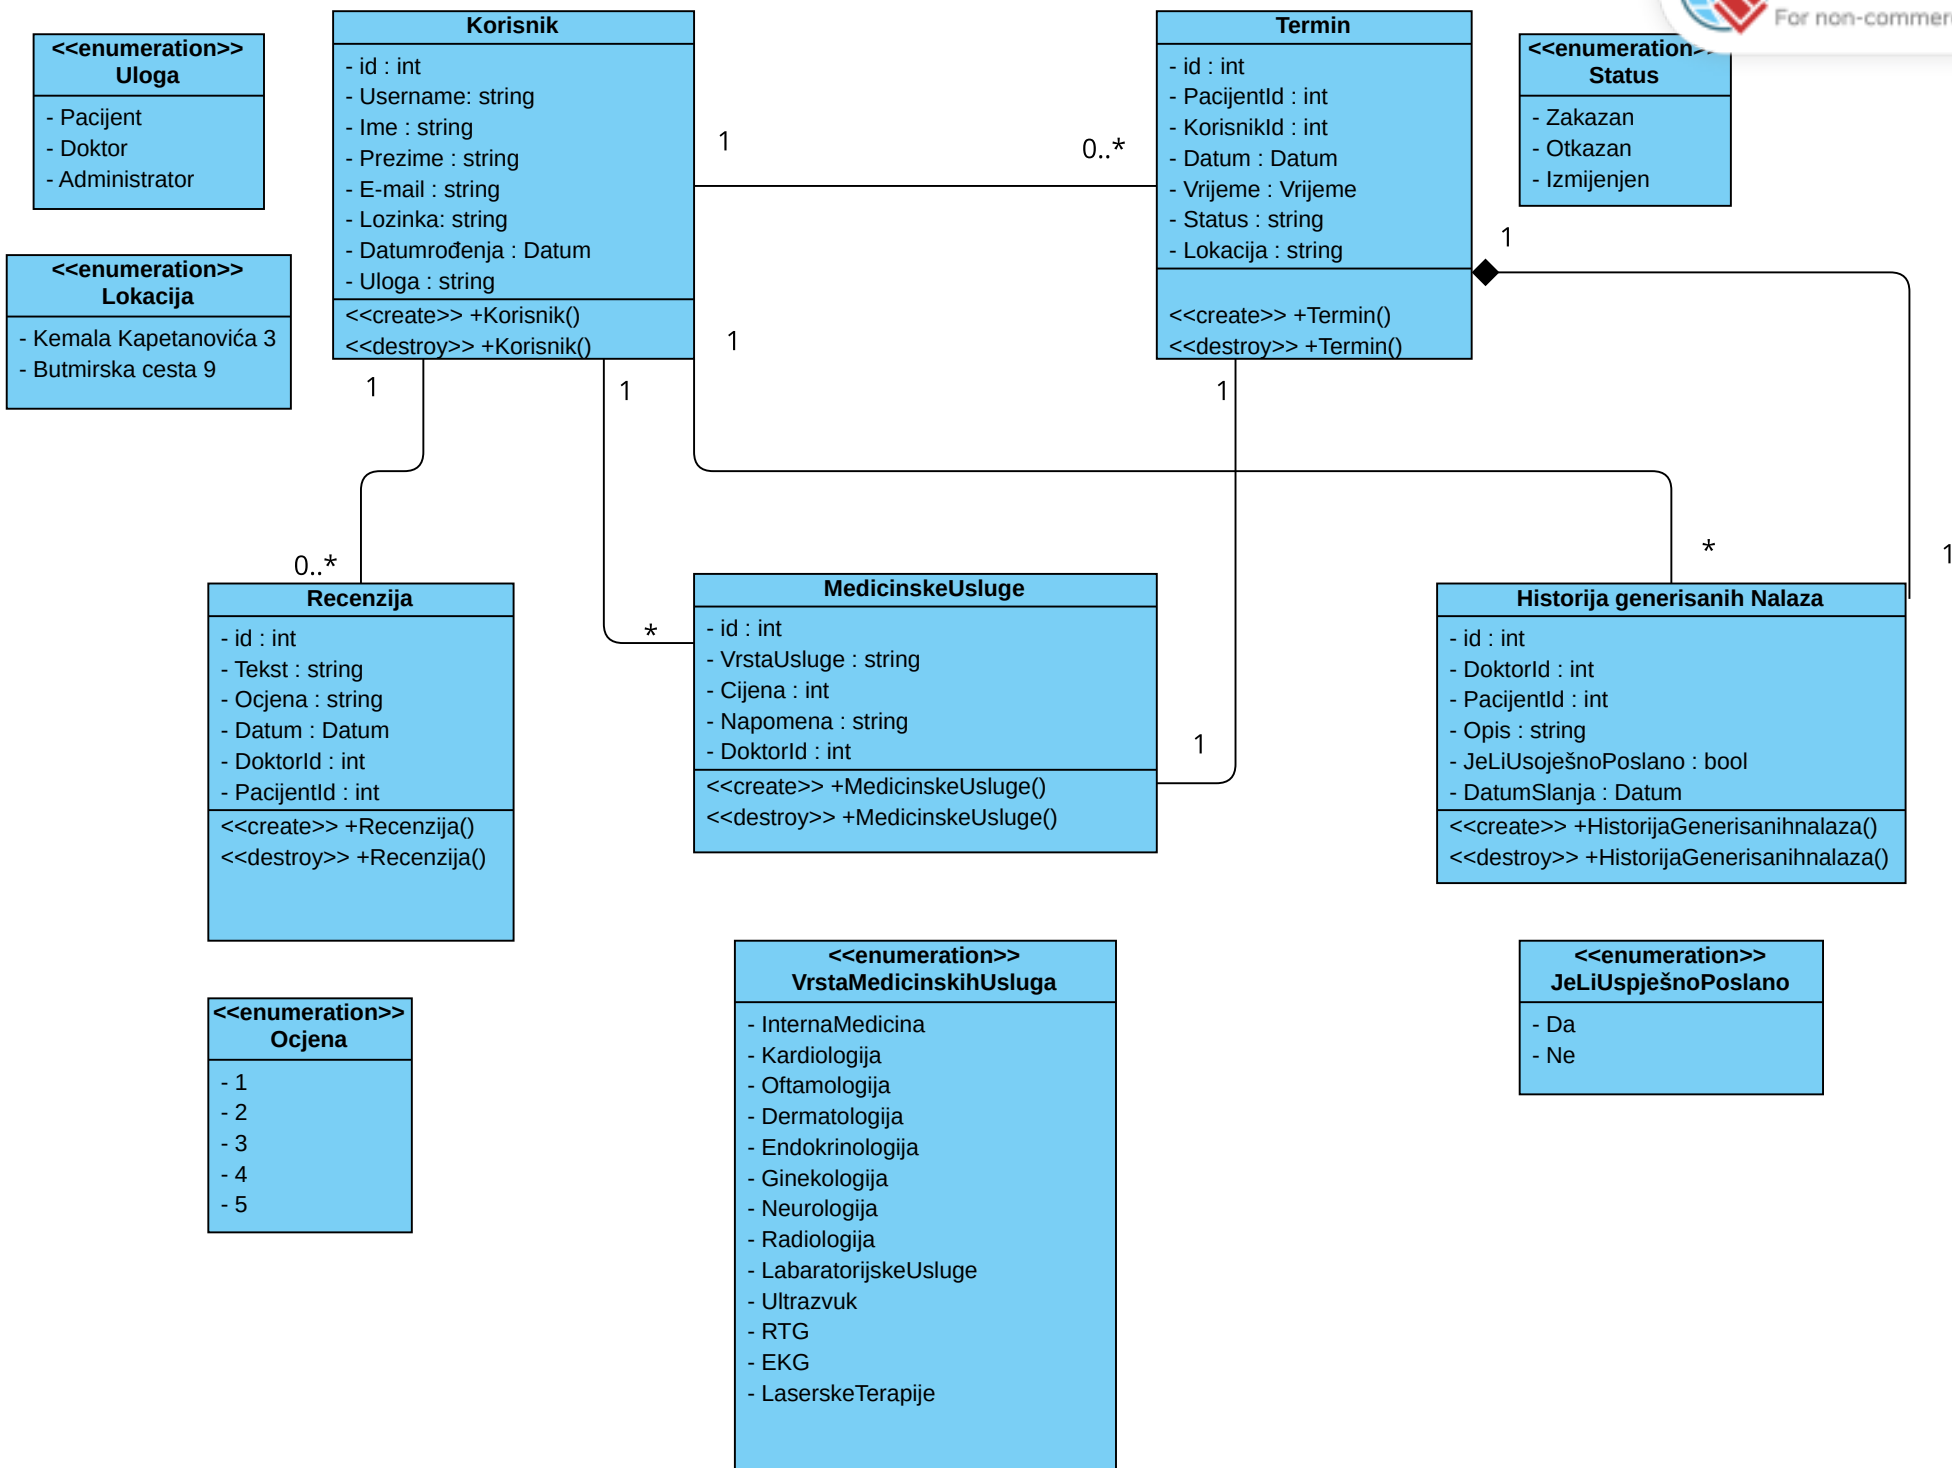 For non-commer
<<enumeration>>
Uloga
- Pacijent
- Doktor
- Administrator
<<enumeration>>
Lokacija
- Kemala Kapetanovića 3
- Butmirska cesta 9
Korisnik
- id : int
- Username: string
- Ime : string
- Prezime : string
- E-mail : string
- Lozinka: string
- Datumrođenja : Datum
- Uloga : string
<<create>> +Korisnik()
<<destroy>> +Korisnik()
1
0..*
Termin
- id : int
- PacijentId : int
- KorisnikId : int
- Datum : Datum
- Vrijeme : Vrijeme
- Status : string
- Lokacija : string
<<create>> +Termin()
<<destroy>> +Termin()
<<enumeration>>
Status
- Zakazan
- Otkazan
- Izmijenjen
1
1
1
1
1
0..*
*
*
1
1
Recenzija
- id : int
- Tekst : string
- Ocjena : string
- Datum : Datum
- DoktorId : int
- PacijentId : int
<<create>> +Recenzija()
<<destroy>> +Recenzija()
MedicinskeUsluge
- id : int
- VrstaUsluge : string
- Cijena : int
- Napomena : string
- DoktorId : int
<<create>> +MedicinskeUsluge()
<<destroy>> +MedicinskeUsluge()
Historija generisanih Nalaza
- id : int
- DoktorId : int
- PacijentId : int
- Opis : string
- JeLiUsoješnoPoslano : bool
- DatumSlanja : Datum
<<create>> +HistorijaGenerisanihnalaza()
<<destroy>> +HistorijaGenerisanihnalaza()
<<enumeration>>
Ocjena
- 1
- 2
- 3
- 4
- 5
<<enumeration>>
VrstaMedicinskihUsluga
- InternaMedicina
- Kardiologija
- Oftamologija
- Dermatologija
- Endokrinologija
- Ginekologija
- Neurologija
- Radiologija
- LabaratorijskeUsluge
- Ultrazvuk
- RTG
- EKG
- LaserskeTerapije
<<enumeration>>
JeLiUspješnoPoslano
- Da
- Ne